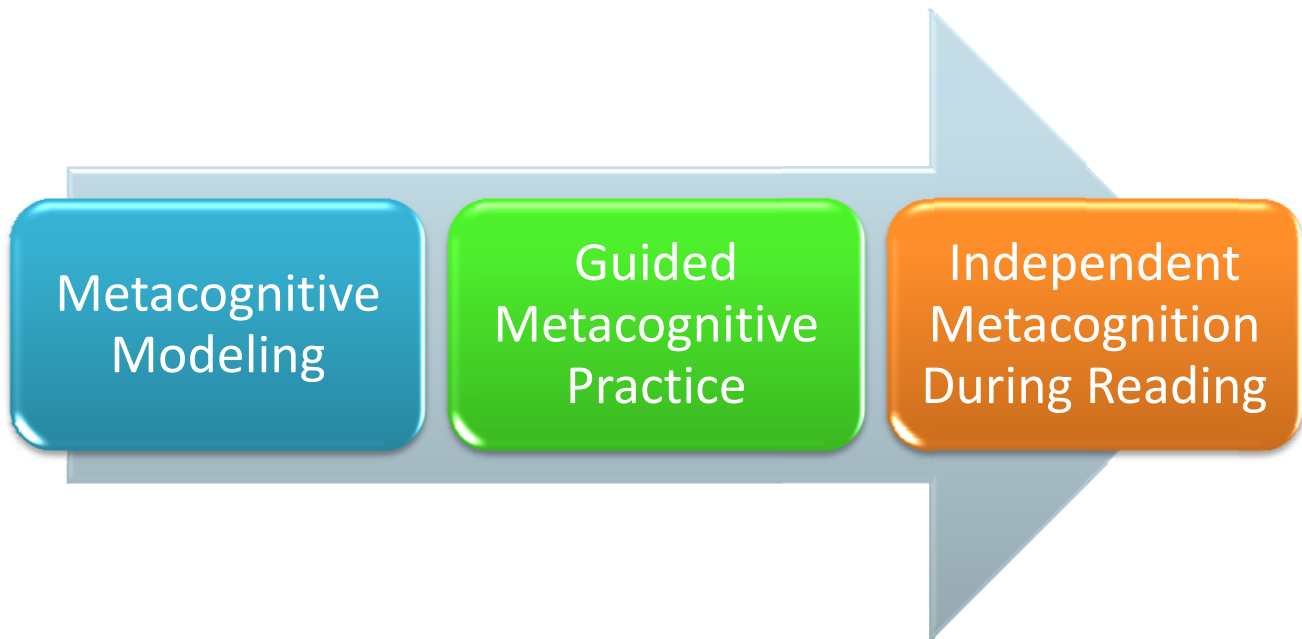 Metacognitive
Modeling
Guided
Metacognitive
Practice
Independent
Metacognition
During Reading